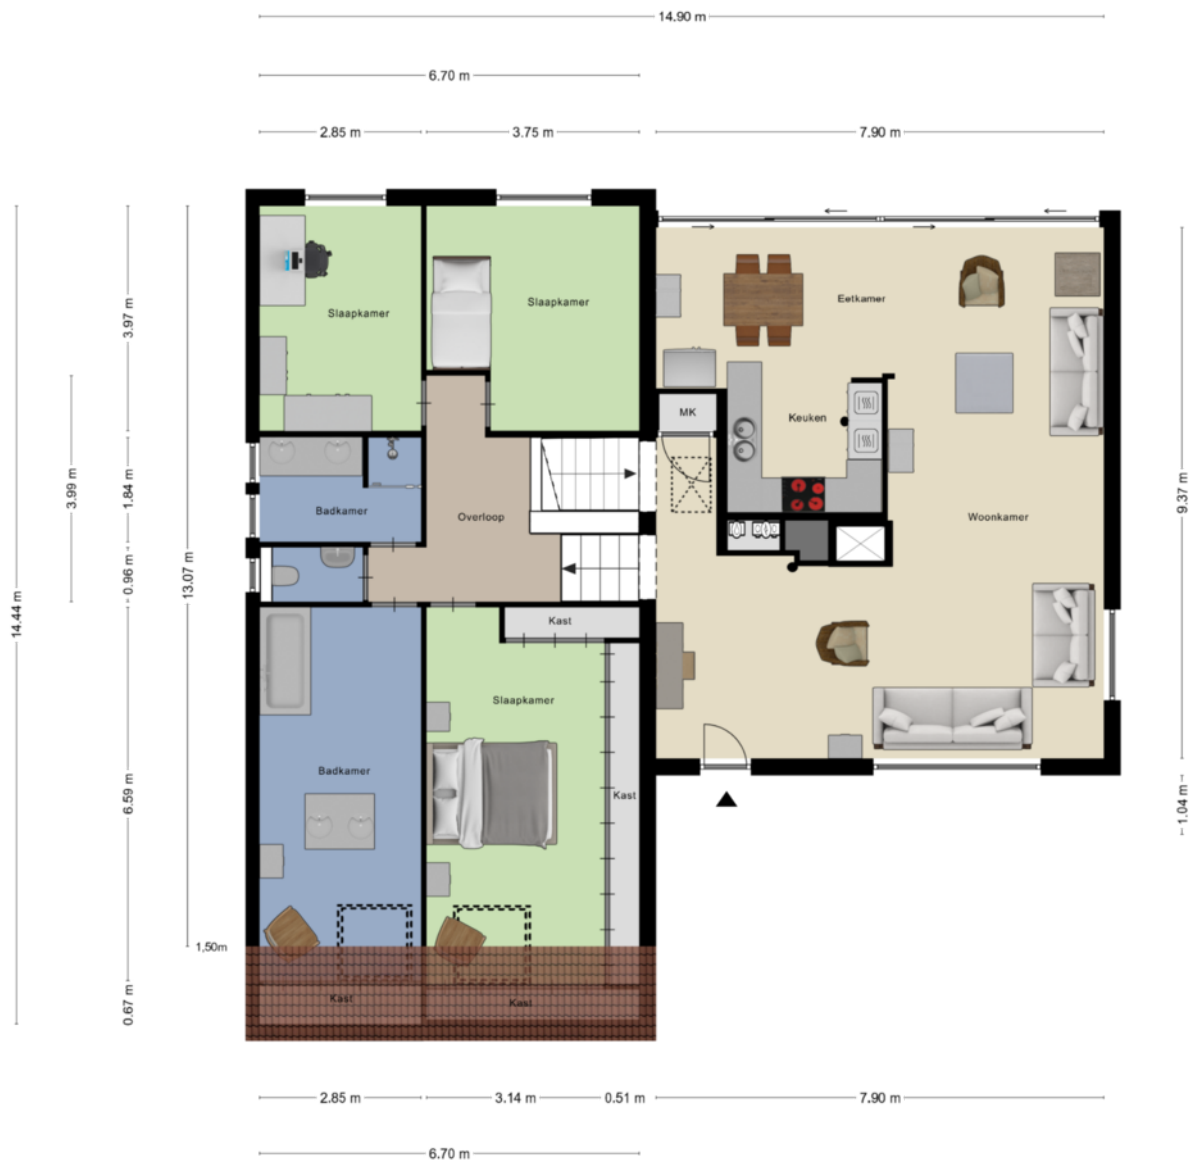 14.90 m
6.70 m
2.85 m
3.75 m
7.90 m
3.97 m
3.99 m
1.84 m
0.96 m
13.07 m
14.44 m
6.59 m
0.67 m
1,50m
9.37 m
1.04 m
Slaapkamer
Slaapkamer
Eetkamer
MK
Keuken
Badkamer
Overloop
Woonkamer
Kast
Slaapkamer
Badkamer
Kast
Kast
Kast
2.85 m
3.14 m
0.51 m
7.90 m
6.70 m